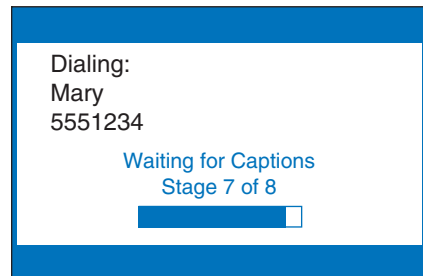 Dialing:
Mary
5551234
Waiting for Captions
Stage 7 of 8